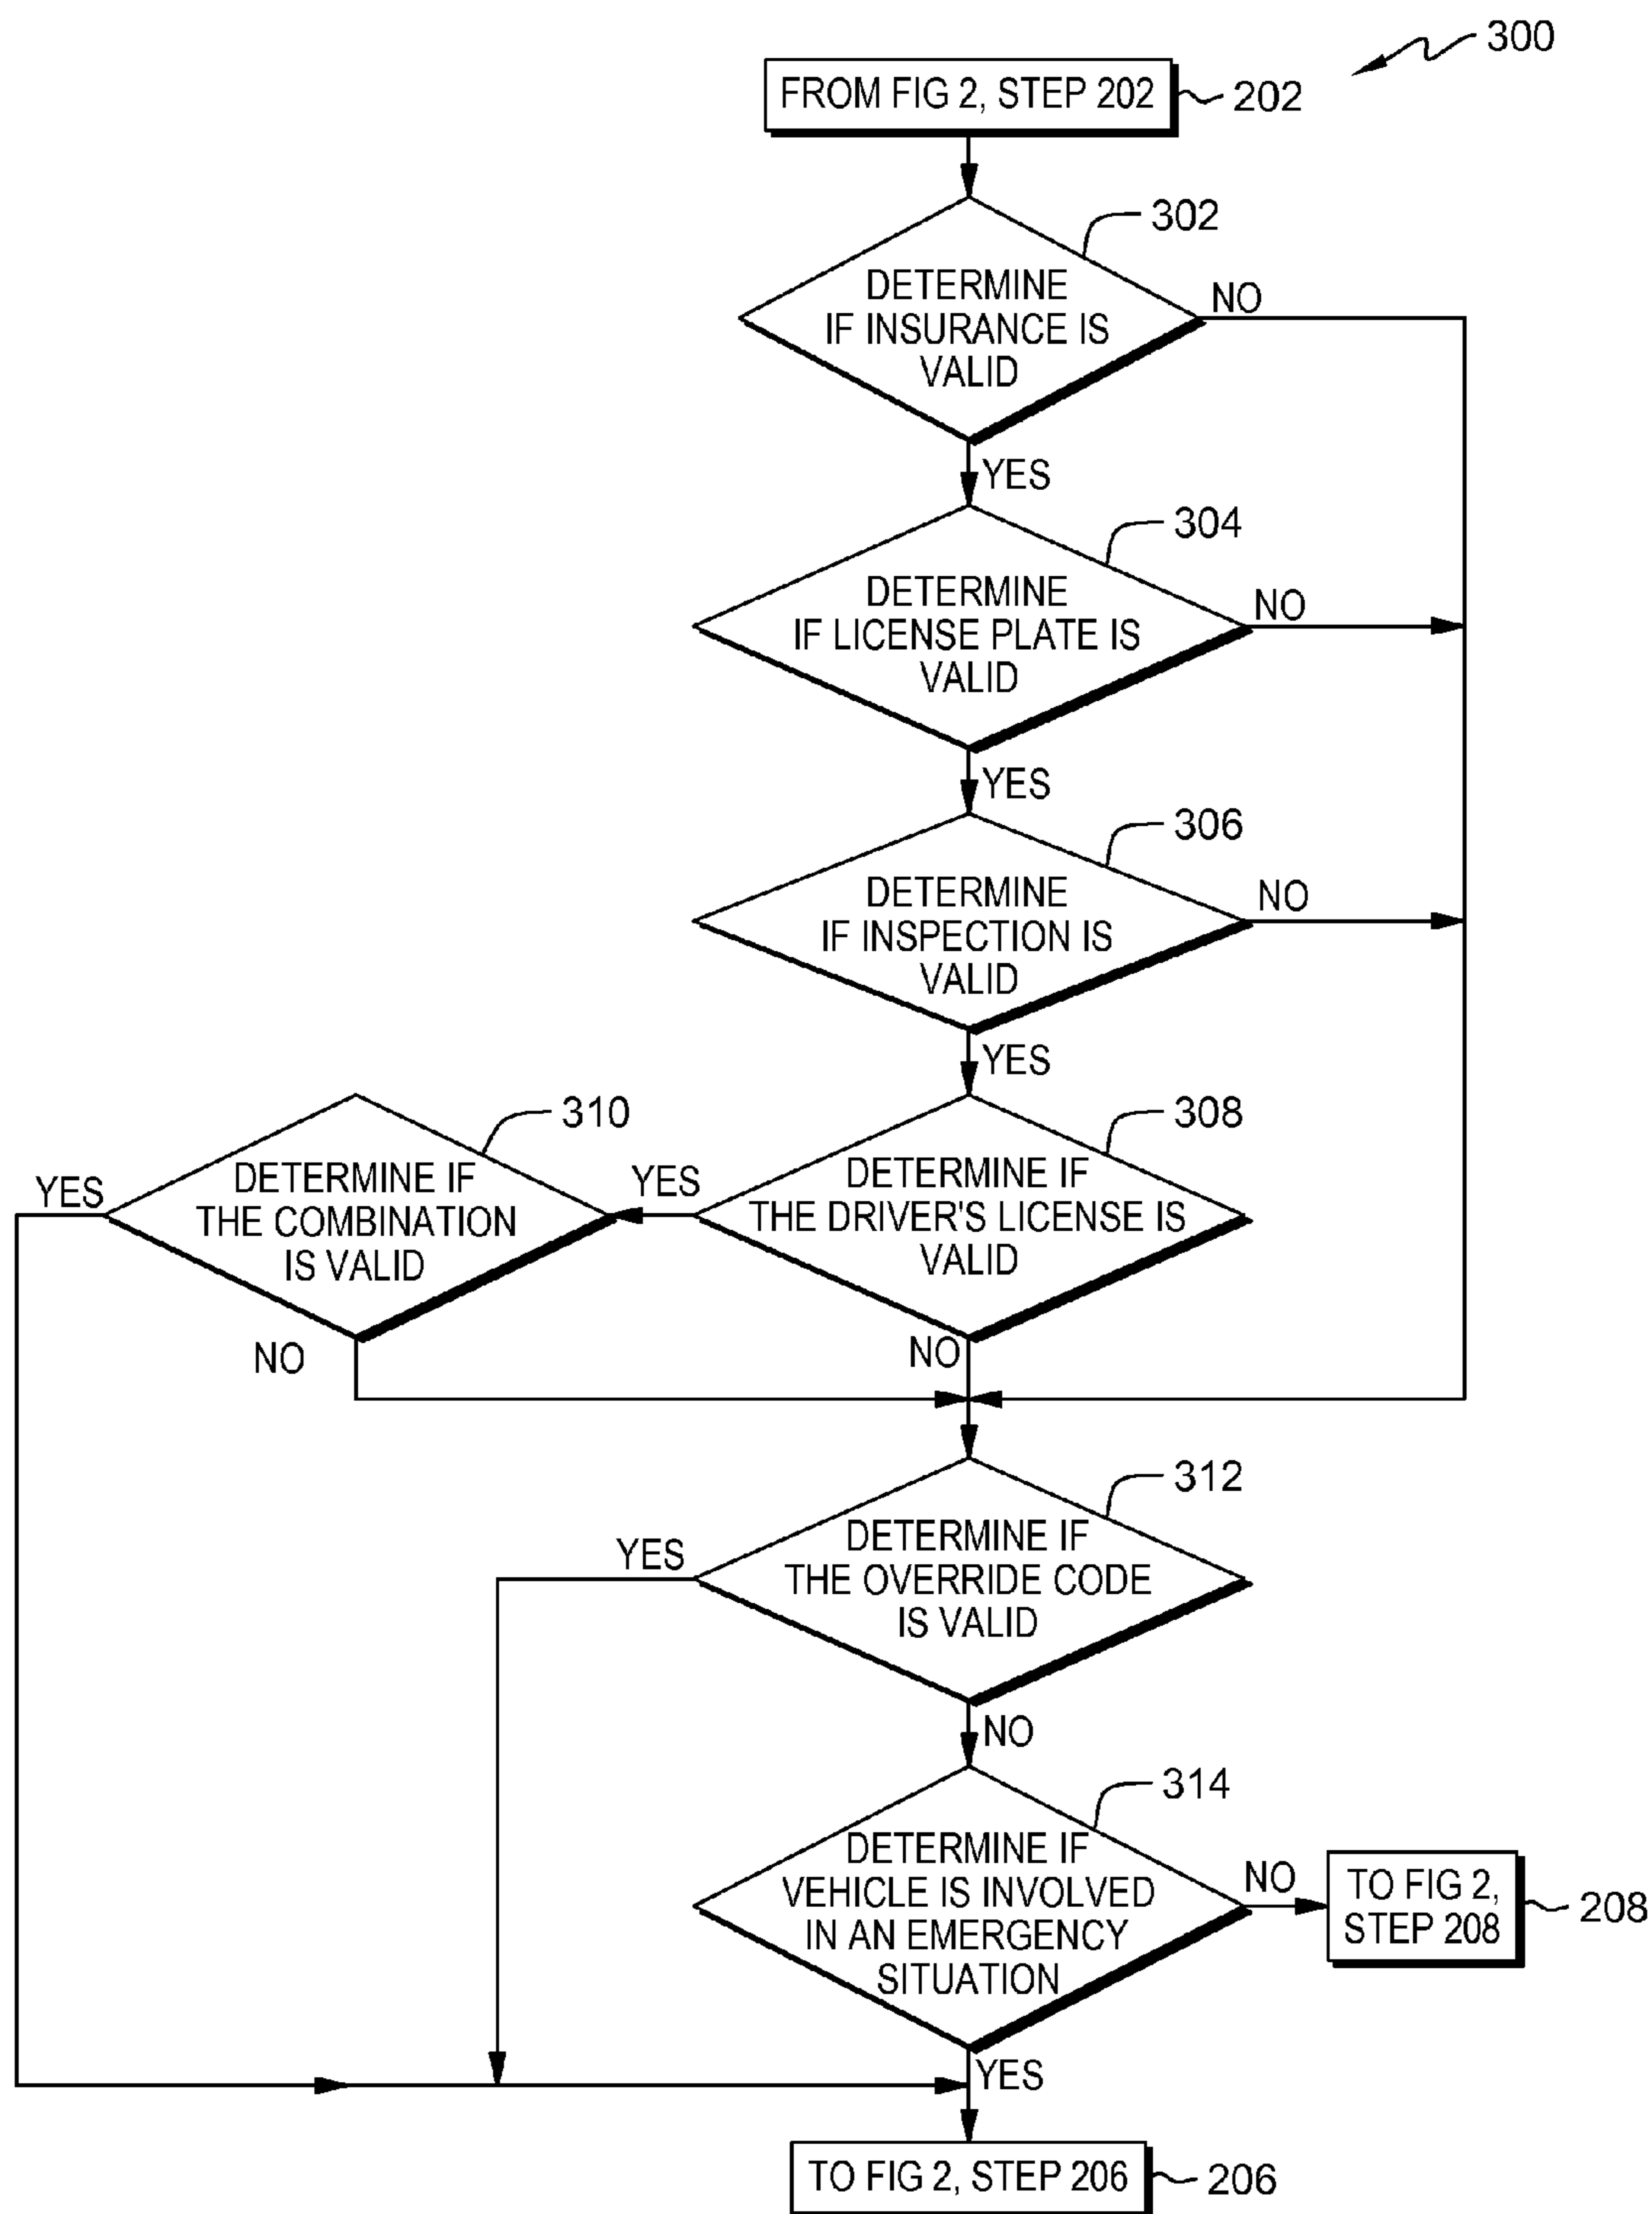 300
FROM FIG 2, STEP 202
202
302
DETERMINE
IF INSURANCE IS
VALID
NO
YES
304
DETERMINE
IF LICENSE PLATE IS
VALID
NO
YES
306
DETERMINE
IF INSPECTION IS
VALID
NO
YES
310
DETERMINE IF
THE COMBINATION
IS VALID
YES
NO
308
DETERMINE IF
THE DRIVER'S LICENSE IS
VALID
YES
NO
312
DETERMINE IF
THE OVERRIDE CODE
IS VALID
YES
NO
314
DETERMINE IF
VEHICLE IS INVOLVED
IN AN EMERGENCY
SITUATION
NO
TO FIG 2,
STEP 208
208
YES
TO FIG 2, STEP 206
206